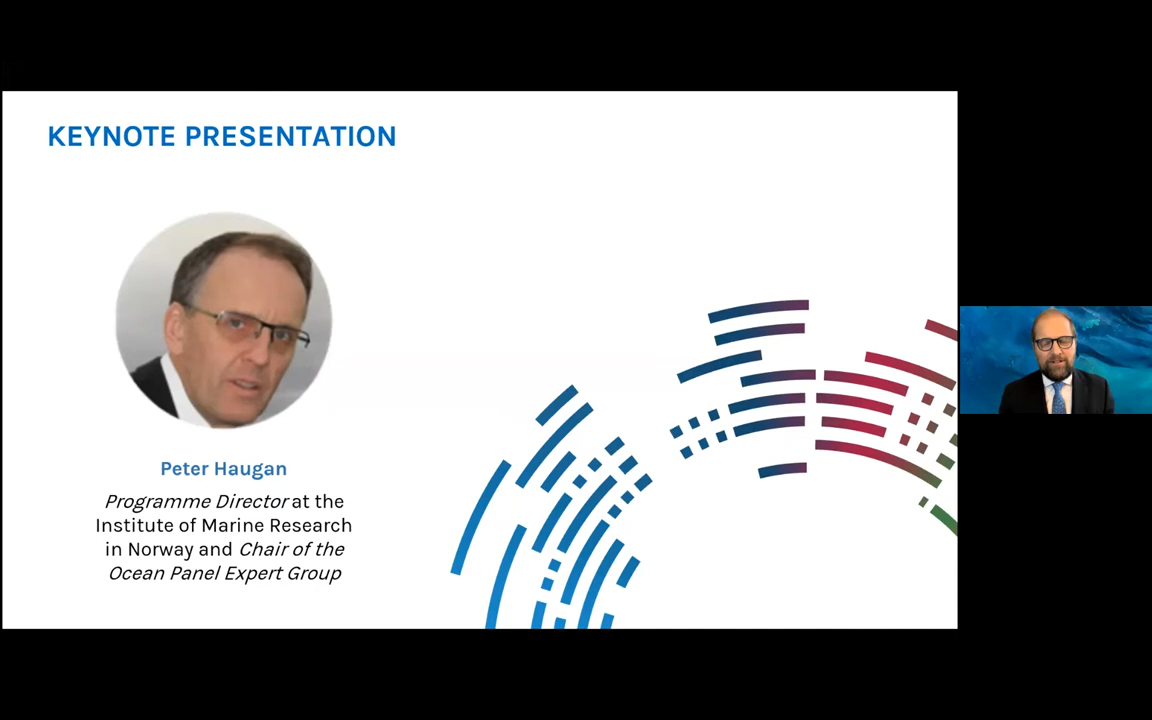 KEYNOTE PRESENTATION
Peter Haugan
Programme Director at the
Institute of Marine Research
in Norway and Chair of the
Ocean Panel Expert Group